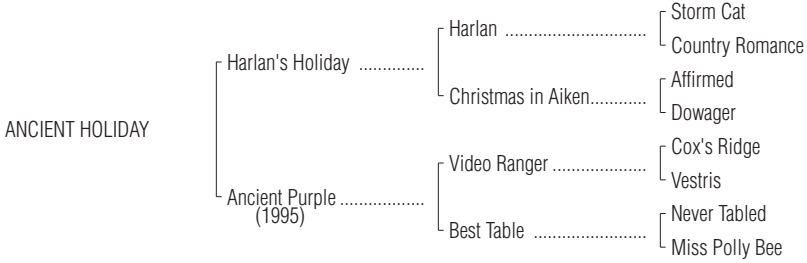 Storm Cat
Harlan ..............................
Country Romance
Harlan's Holiday ..............
Affirmed
Christmas in Aiken............
Dowager
ANCIENT HOLIDAY
Cox's Ridge
Video Ranger ....................
Vestris
Ancient Purple ..................
(1995)
Never Tabled
Best Table ........................
Miss Polly Bee